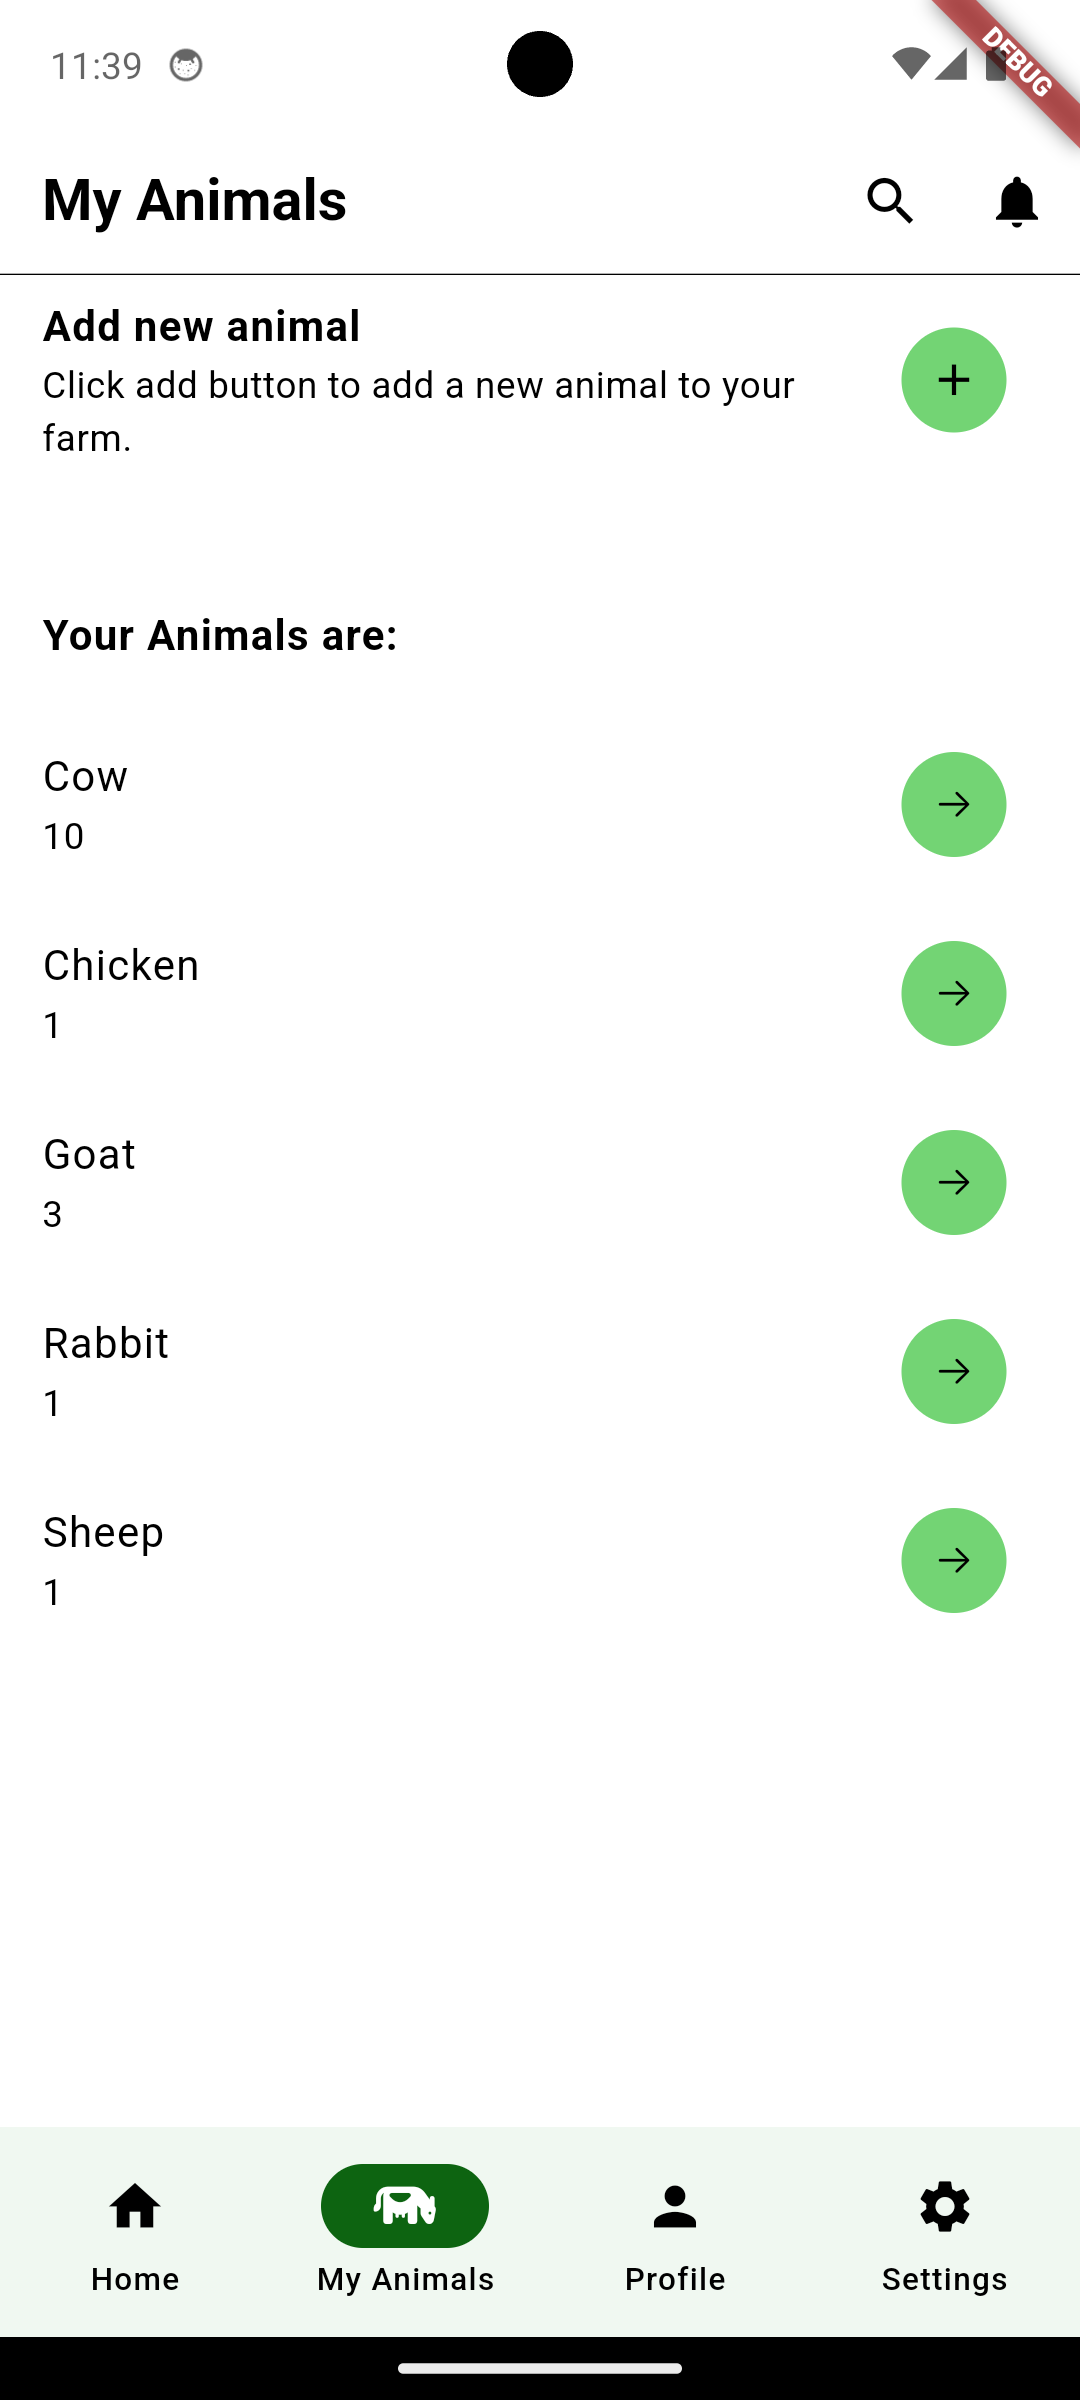 11:39
DEBUG
My Animals
Add new animal
Click add button to add a new animal to your
farm.
Your Animals are:
Cow
10
Chicken
1
Goat
3
Rabbit
1
Sheep
1
Home
My Animals
Profile
Settings